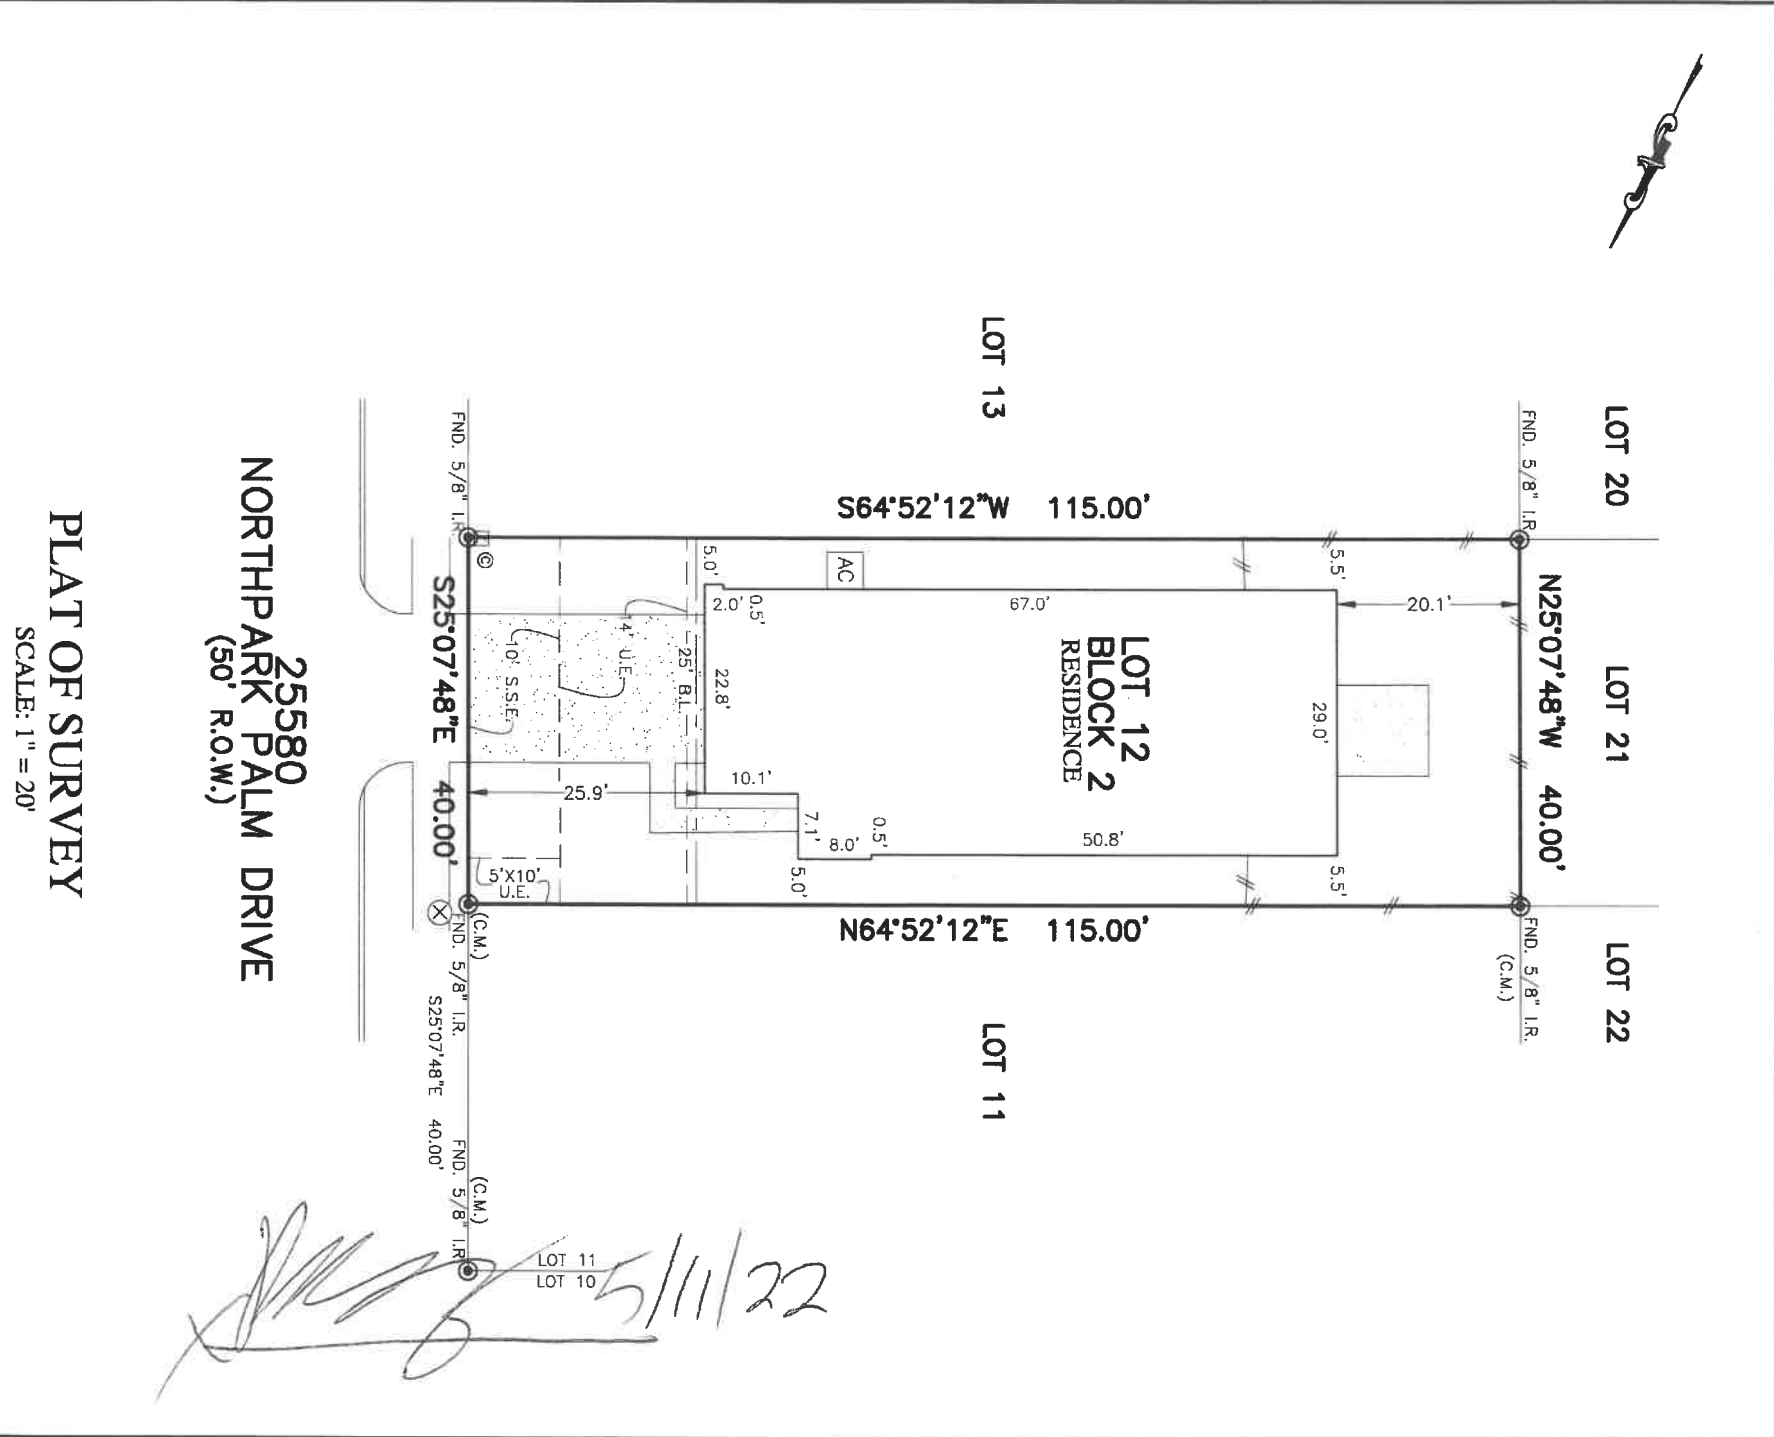 LOT 20
LOT 21
LOT 22
FND. 5/8" I.R.
N25°07'48"W 40.00'
FND. 5/8" I.R.
(C.M.)
LOT 13
S64°52'12"W 115.00'
5.5'
20.1'
29.0'
5.5'
AC
67.0'
LOT 12
BLOCK 2
RESIDENCE
50.8'
5.0'
2.0'
0.5'
22.8'
10.1'
7.1'
8.0'
0.5'
5.0'
N64°52'12"E 115.00'
LOT 11
25' B.L.
14' U.E.
10' S.S.E.
25.9'
5'X10'
U.E.
©
FND. 5/8" I.R.
S25°07'48"E 40.00'
(C.M.)
FND. 5/8" I.R.
S25°07'48"E 40.00'
(C.M.)
FND. 5/8" I.R.
LOT 11
LOT 10
25580
NORTHPARK PALM DRIVE
(50' R.O.W.)
PLAT OF SURVEY
SCALE: 1" = 20'
5/11/22